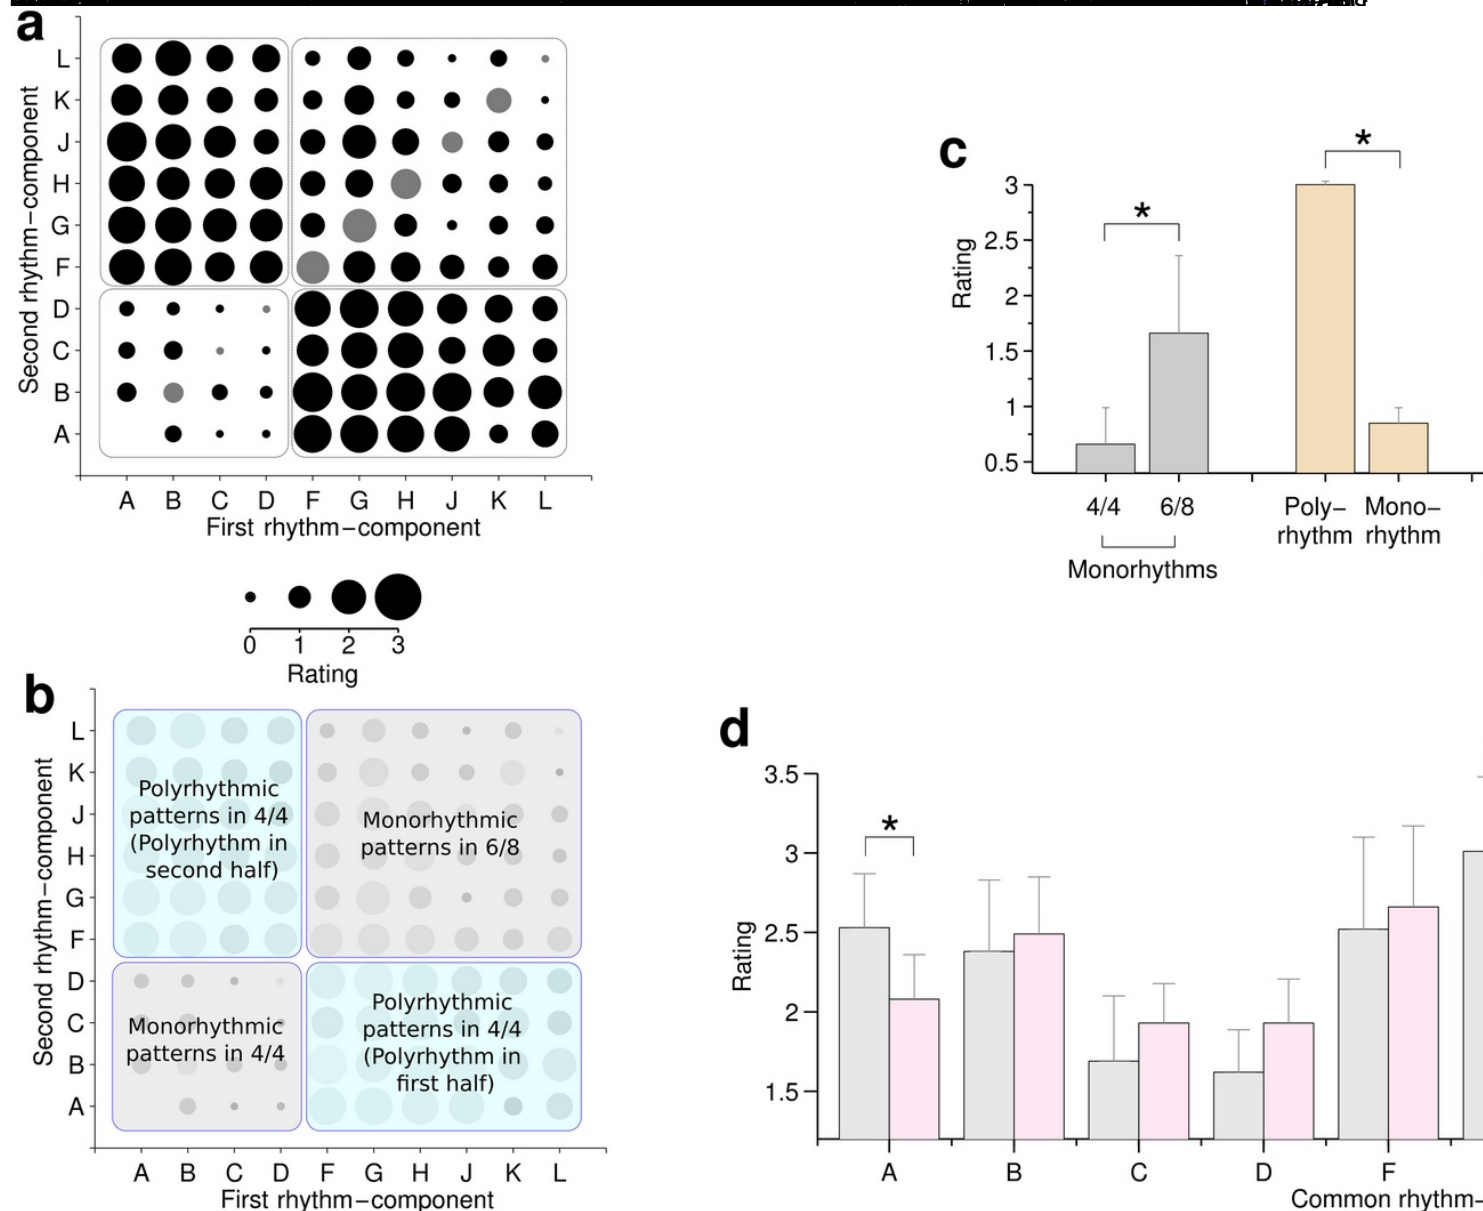 a
L
K
J
H
G
F
D
C
B
A
Second rhythm-component
A B C D F G H J K L
First rhythm-component
0 1 2 3
Rating
b
L
K
J
H
G
F
D
C
B
A
Second rhythm-component
Polyrhythmic
patterns in 4/4
(Polyrhythm in
second half)
Monorhythmic
patterns in 6/8
Monorhythmic
patterns in 4/4
Polyrhythmic
patterns in 4/4
(Polyrhythm in
first half)
A B C D F G H J K L
First rhythm-component
c
3
2.5
2
1.5
1
0.5
Rating
*
*
4/4 6/8
Monorhythms
Poly-
rhythm
Mono-
rhythm
d
3.5
3
2.5
2
1.5
Rating
*
A B C D F
Common rhythm-